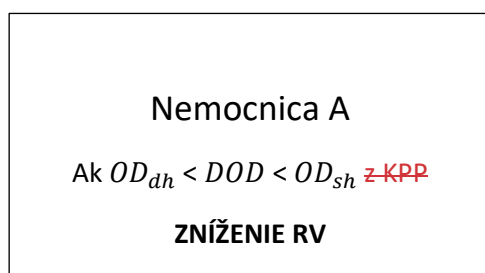 Nemocnica A
Ak OD_dh < DOD < OD_sh z KPP
ZNÍŽENIE RV